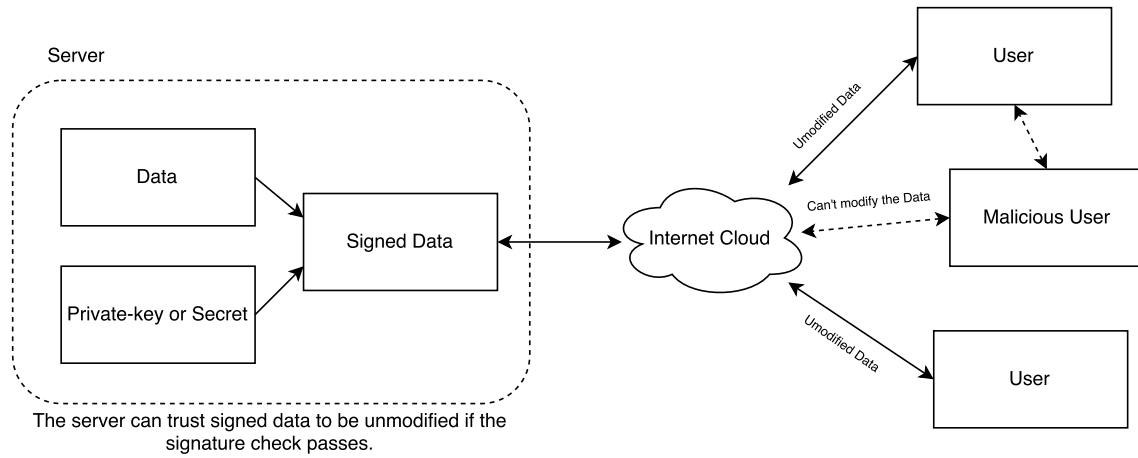 Server
Data
Private-key or Secret
Signed Data
The server can trust signed data to be unmodified if the
signature check passes.
Internet Cloud
Umodified Data
Can't modify the Data
Umodified Data
User
Malicious User
User